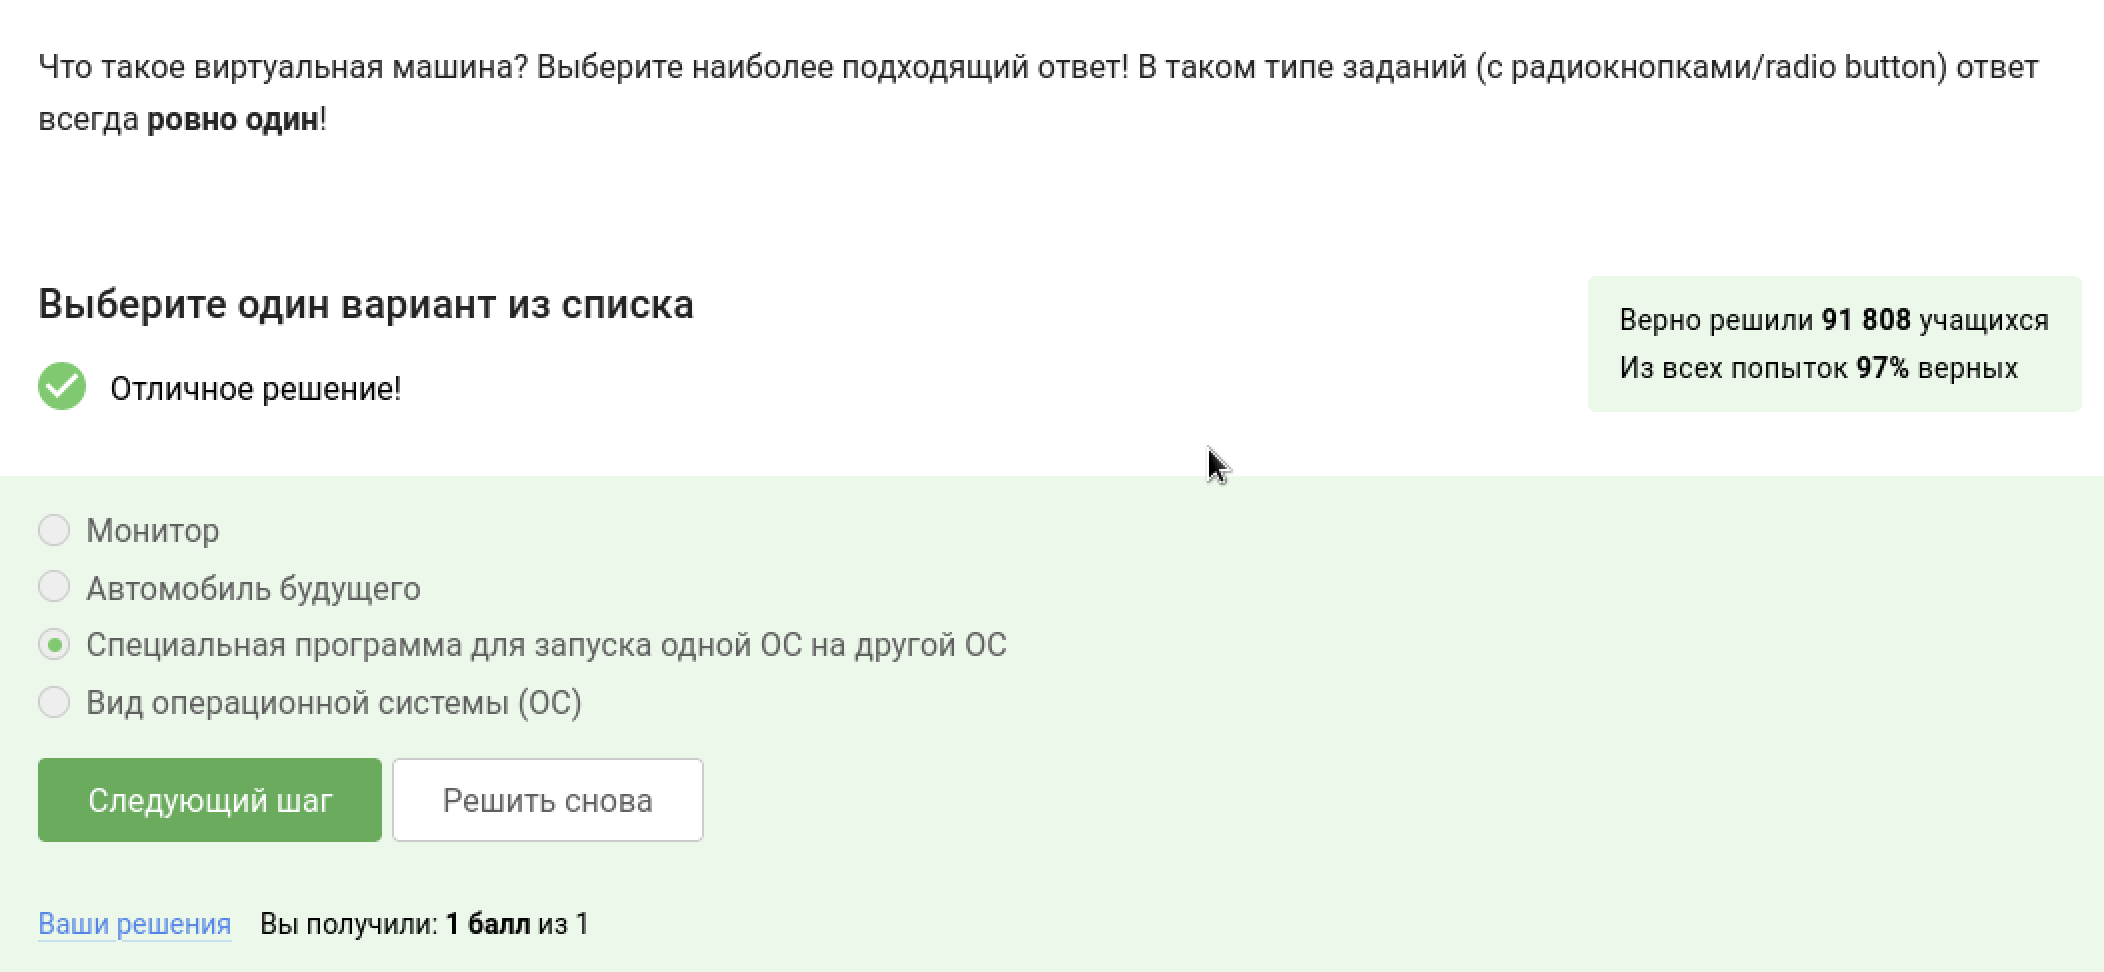 Что такое виртуальная машина? Выберите наиболее подходящий ответ! В таком типе заданий (с радиокнопками/radio button) ответ
всегда ровно один!
Выберите один вариант из списка
Отличное решение!
Верно решили 91 808 учащихся
Из всех попыток 97% верных
Монитор
Автомобиль будущего
Специальная программа для запуска одной ОС на другой ОС
Вид операционной системы (ОС)
Следующий шаг
Решить снова
Ваши решения Вы получили: 1 балл из 1